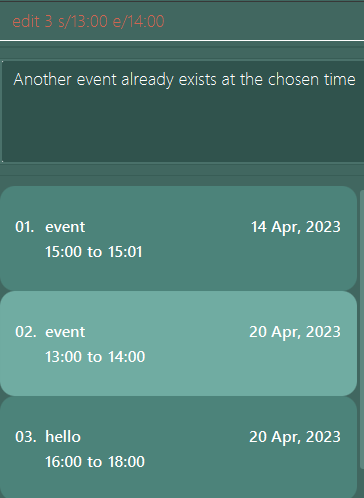 edit 3 s/13:00 e/14:00
Another event already exists at the chosen time
01. event 14 Apr, 2023
15:00 to 15:01
02. event 20 Apr, 2023
13:00 to 14:00
03. hello 20 Apr, 2023
16:00 to 18:00